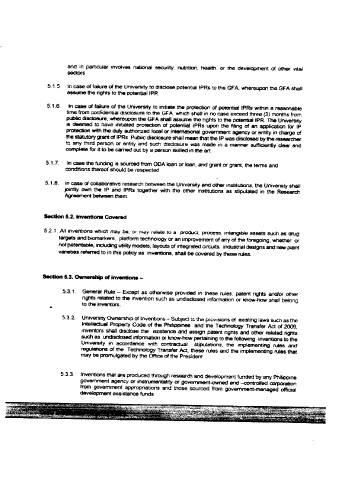 and in particular involves national security, nutrition, health, or the development of other vital
sectors
5.1.5 In case of failure of the University to disclose potential IPRs to the GFA, whereupon the GFA shall
assume the rights to the potential IPR
5.1.6. In case of failure of the University to initiate the protection of potential IPRs within a reasonable
time from confidential disclosure to the GFA, which shall in no case exceed three (3) months from
public disclosure, whereupon the GFA shall assume the rights to the potential IPR. The University
is deemed to have initiated protection of potential IPRs upon the filing of an application for IP
protection with the duly authorized local or international government agency or entity in charge of
the statutory grant of IPRs. Public disclosure shall mean that the IP was disclosed by the researcher
to any third person or entity and such disclosure was made in a manner sufficiently clear and
complete for it to be carried out by a person skilled in the art.
5.1.7. In case the funding is sourced from ODA loan or loan, and grant or grant, the terms and
conditions thereof should be respected
5.1.8. In case of collaborative research between the University and other institutions, the University shall
jointly own the IP and IPRs together with the other institutions as stipulated in the Research
Agreement between them.
Section 5.2. Inventions Covered
5.2.1. All inventions which may be, or may relate to a product, process, intangible assets such as drug
targets and biomarkers, platform technology or an improvement of any of the foregoing, whether or
not patentable, including utility models, layouts of integrated circuits, industrial designs and new plant
varieties referred to in this policy as inventions, shall be covered by those rules.
Section 5.3. Ownership of Inventions –
5.3.1. General Rule – Except as otherwise provided in these rules, patent rights and/or other
rights related to the invention such as undisclosed information or know-how shall belong
to the inventors.
5.3.2. University Ownership of Inventions – Subject to the provisions of existing laws such as the
Intellectual Property Code of the Philippines and the Technology Transfer Act of 2009,
inventors shall disclose the existence and assign patent rights and other related rights
such as undisclosed information or know-how pertaining to the following inventions to the
University in accordance with contractual stipulations, the implementing rules and
regulations of the Technology Transfer Act, these rules and the implementing rules that
may be promulgated by the Office of the President
5.3.3. Inventions that are produced through research and development funded by any Philippine
government agency or instrumentality or government-owned and –controlled corporation
from government appropriations and those sourced from government-managed official
development assistance funds